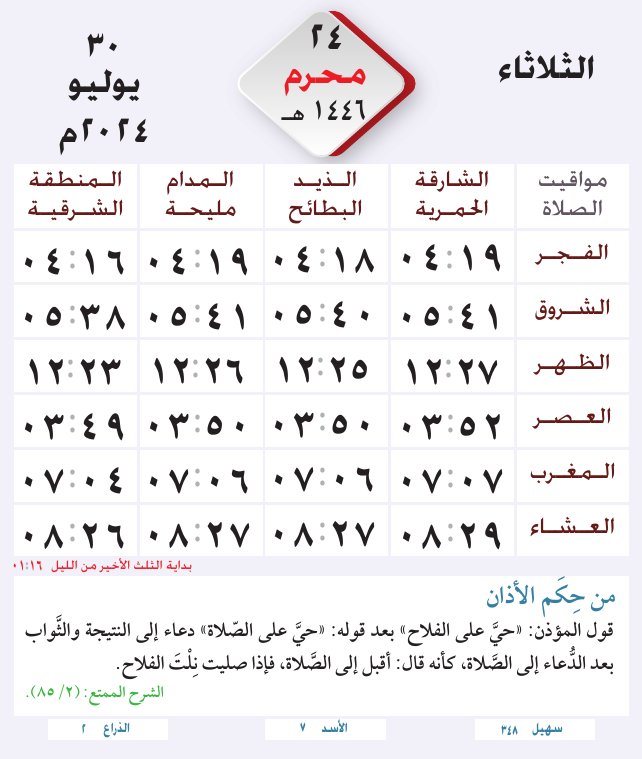 الثلاثاء
٢٤
محرم
١٤٤٦ هـ
٣٠
يوليو
٢٠٢٤م
مواقيت الصلاة	الشارقة الحمرية	الذيد البطائح	المدام مليحة	المنطقة الشرقية
الفجر	٠٤:١٩	٠٤:١٨	٠٤:١٩	٠٤:١٦
الشروق	٠٥:٤١	٠٥:٤٠	٠٥:٤١	٠٥:٣٨
الظهر	١٢:٢٧	١٢:٢٥	١٢:٢٦	١٢:٢٣
العصر	٠٣:٥٢	٠٣:٥٠	٠٣:٥٠	٠٣:٤٩
المغرب	٠٧:٠٧	٠٧:٠٦	٠٧:٠٦	٠٧:٠٤
العشاء	٠٨:٢٩	٠٨:٢٧	٠٨:٢٧	٠٨:٢٦
بداية الثلث الأخير من الليل ٠١:١٦
من حِكَم الأذان
قول المؤذن: «حيَّ على الفلاح» بعد قوله: «حيَّ على الصّلاة» دعاء إلى النتيجة والثَّواب
بعد الدُّعاء إلى الصَّلاة، كأنه قال: أقبل إلى الصَّلاة، فإذا صليت نِلْتَ الفلاح.
الشرح الممتع: (٢/ ٨٥).
سهيل ٣٤٨	الأسد ٧	الذراع ٢